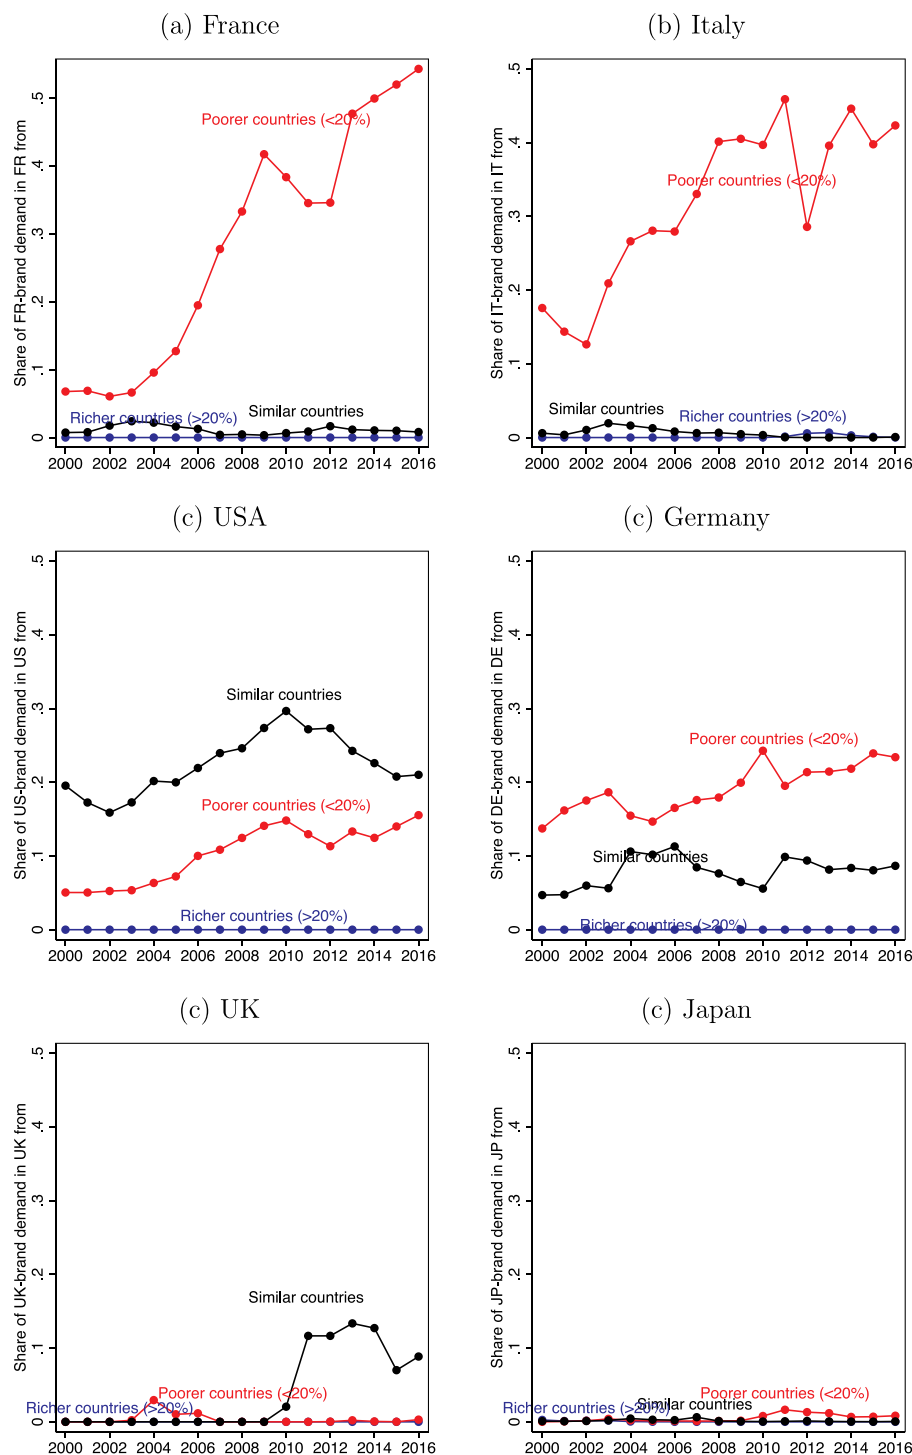 (a) France
Share of FR-brand demand in FR from
.5
.4
.3
.2
.1
0
Poorer countries (<20%)
Richer countries (>20%)
Similar countries
2000 2002 2004 2006 2008 2010 2012 2014 2016
(b) Italy
Share of IT-brand demand in IT from
.5
.4
.3
.2
.1
0
Poorer countries (<20%)
Similar countries
Richer countries (>20%)
2000 2002 2004 2006 2008 2010 2012 2014 2016
(c) USA
Share of US-brand demand in US from
.5
.4
.3
.2
.1
0
Similar countries
Poorer countries (<20%)
Richer countries (>20%)
2000 2002 2004 2006 2008 2010 2012 2014 2016
(c) Germany
Share of DE-brand demand in DE from
.5
.4
.3
.2
.1
0
Poorer countries (<20%)
Similar countries
Richer countries (>20%)
2000 2002 2004 2006 2008 2010 2012 2014 2016
(c) UK
Share of UK-brand demand in UK from
.5
.4
.3
.2
.1
0
Similar countries
Poorer countries (<20%)
Richer countries (>20%)
2000 2002 2004 2006 2008 2010 2012 2014 2016
(c) Japan
Share of JP-brand demand in JP from
.5
.4
.3
.2
.1
0
Poorer countries (<20%)
Similar countries
Richer countries (>20%)
2000 2002 2004 2006 2008 2010 2012 2014 2016